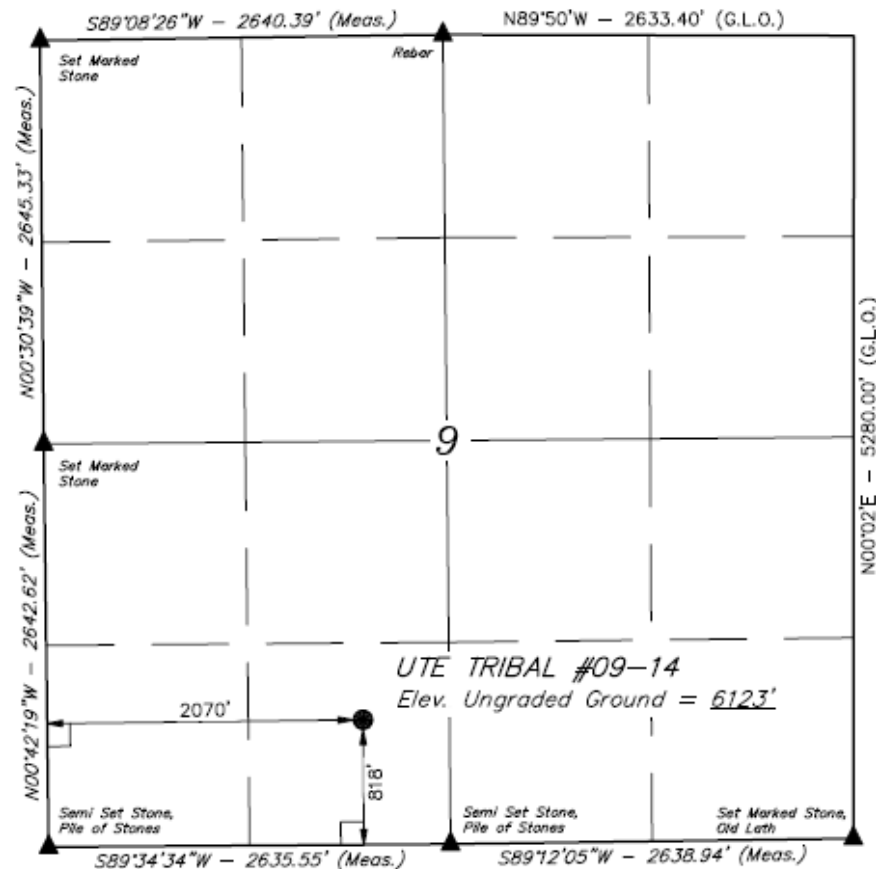 S89°08'26"W - 2640.39' (Meas.)
N89°50'W - 2633.40' (G.L.O.)
Set Marked
Stone
Rebar
N00°30'39"W - 2645.33' (Meas.)
N00°02'E - 5280.00' (G.L.O.)
9
Set Marked
Stone
N00°42'19"W - 2642.62' (Meas.)
UTE TRIBAL #09-14
Elev. Ungraded Ground = 6123'
2070'
818'
Semi Set Stone,
Pile of Stones
Semi Set Stone,
Pile of Stones
Set Marked Stone,
Old Lath
S89°34'34"W - 2635.55' (Meas.)
S89°12'05"W - 2638.94' (Meas.)